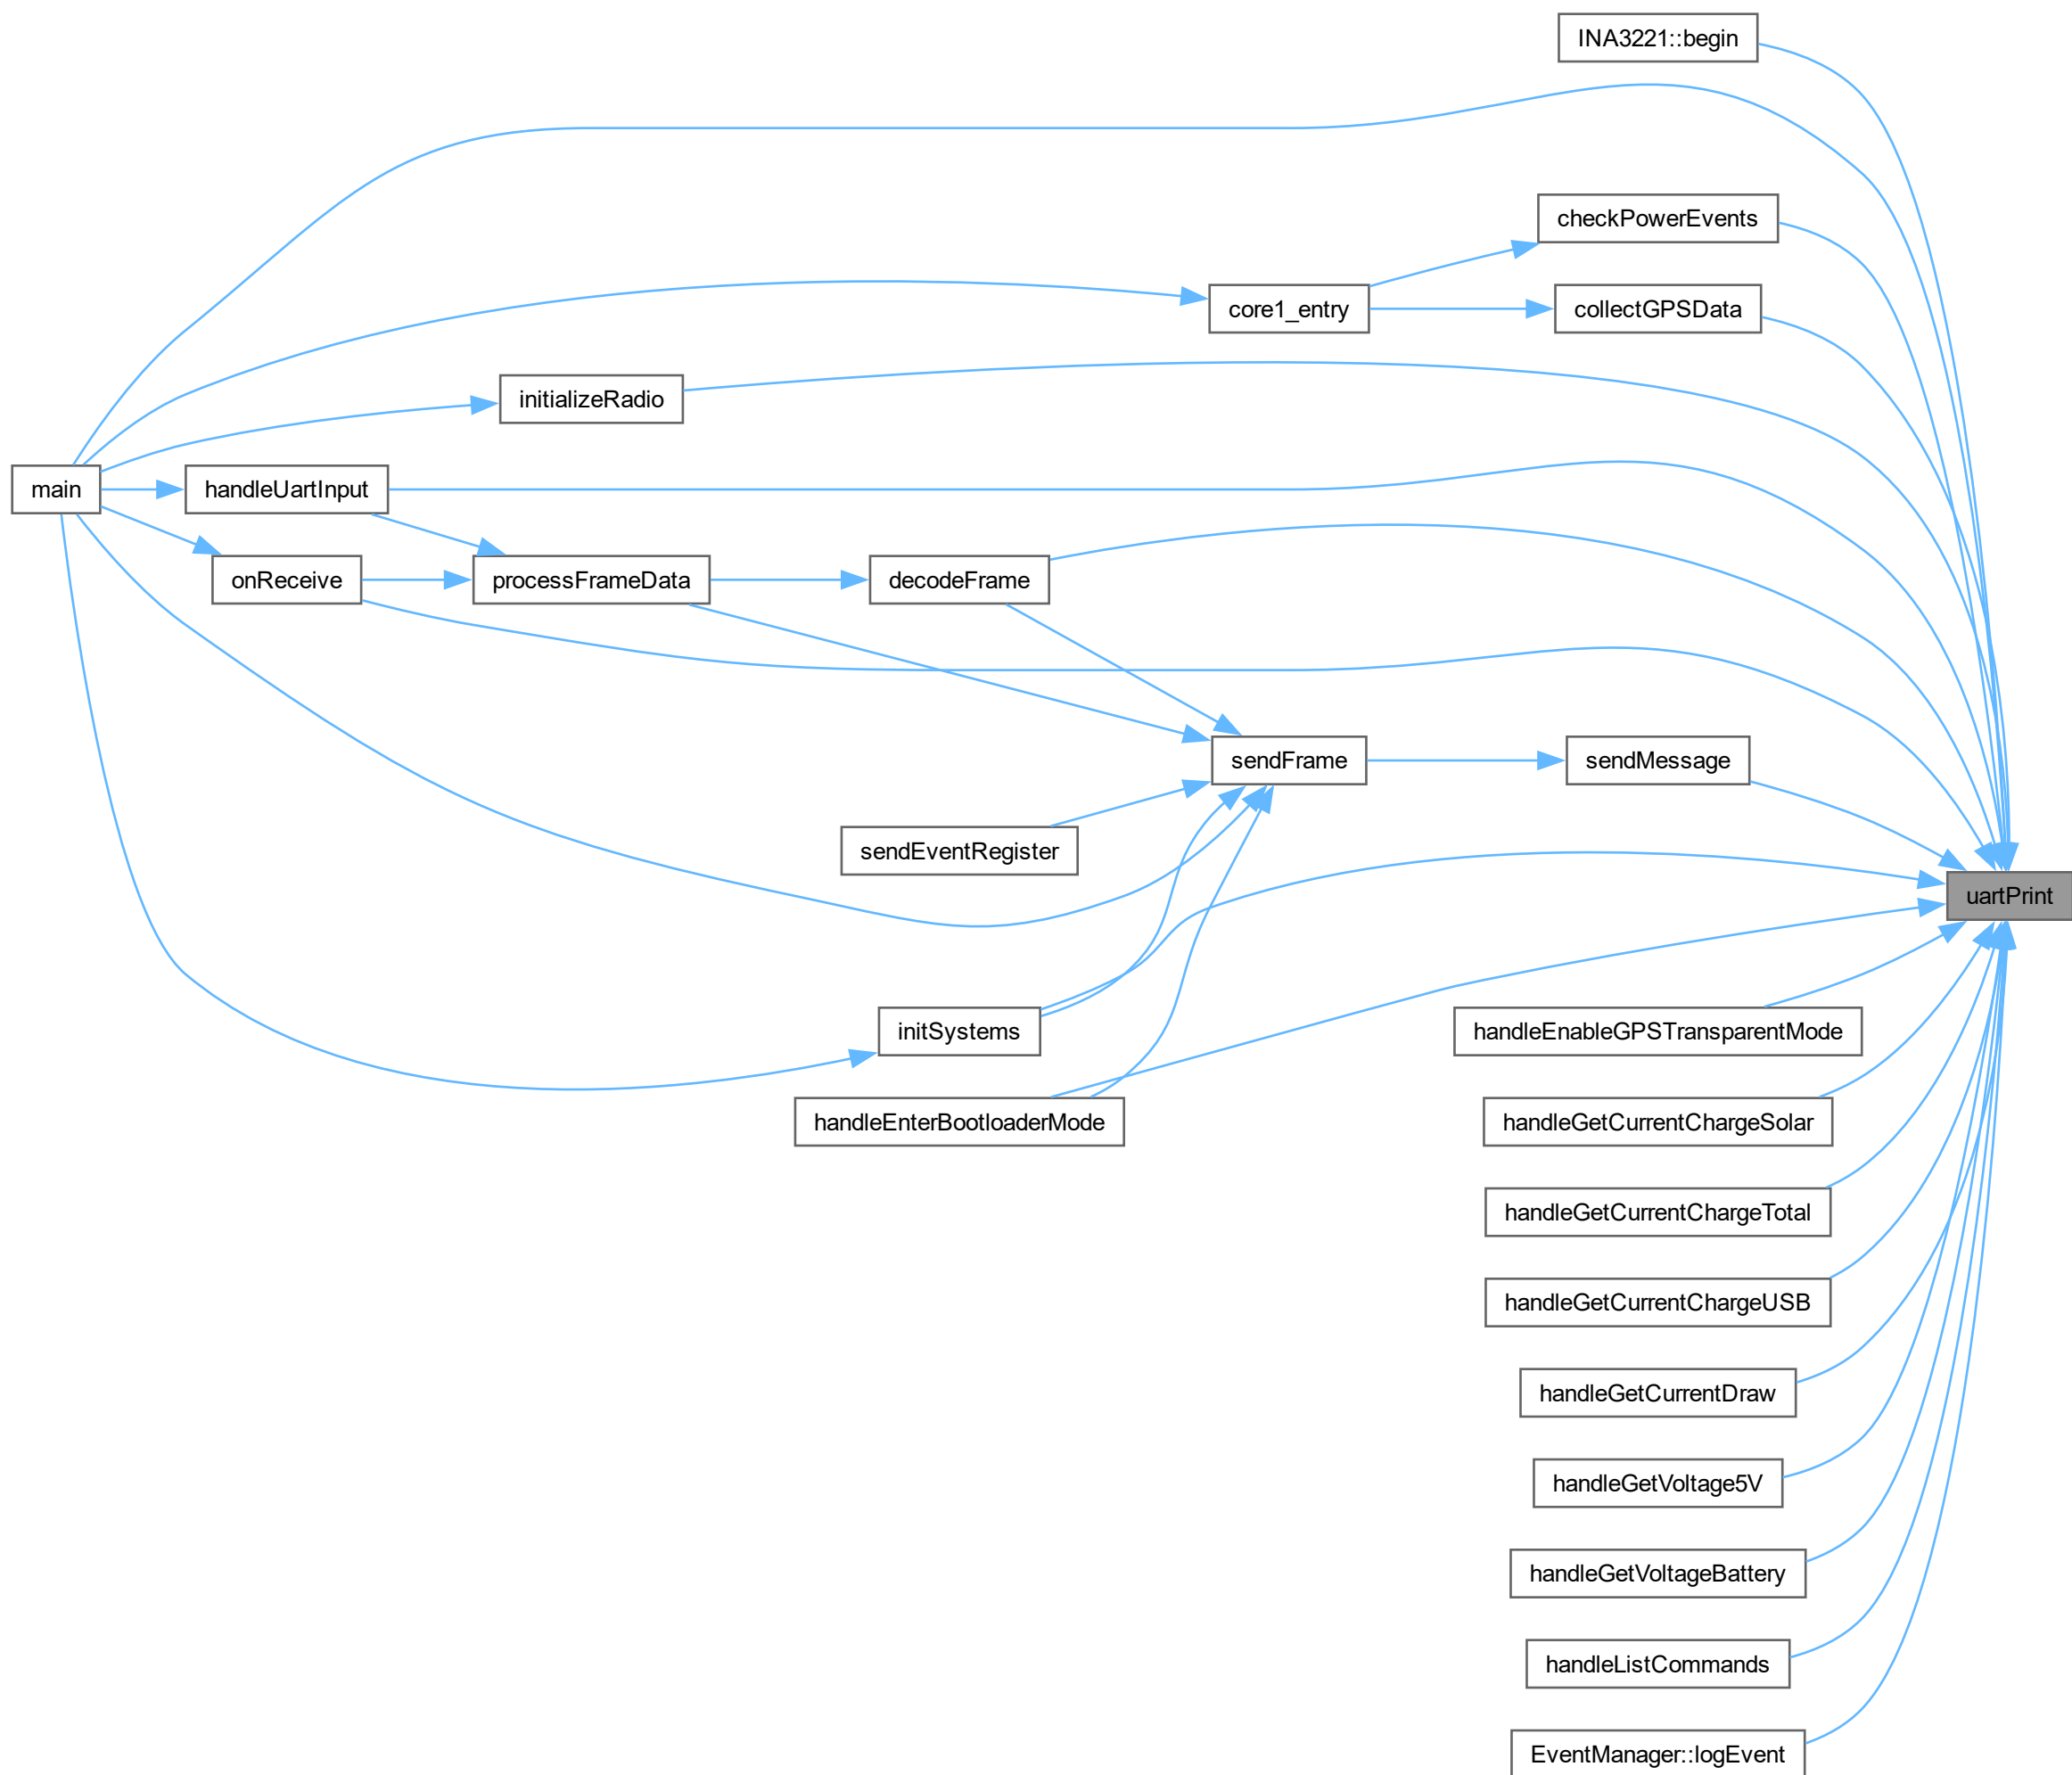 INA3221::begin
checkPowerEvents
core1_entry
collectGPSData
initializeRadio
main
handleUartInput
onReceive
processFrameData
decodeFrame
sendFrame
sendMessage
sendEventRegister
uartPrint
initSystems
handleEnableGPSTransparentMode
handleEnterBootloaderMode
handleGetCurrentChargeSolar
handleGetCurrentChargeTotal
handleGetCurrentChargeUSB
handleGetCurrentDraw
handleGetVoltage5V
handleGetVoltageBattery
handleListCommands
EventManager::logEvent